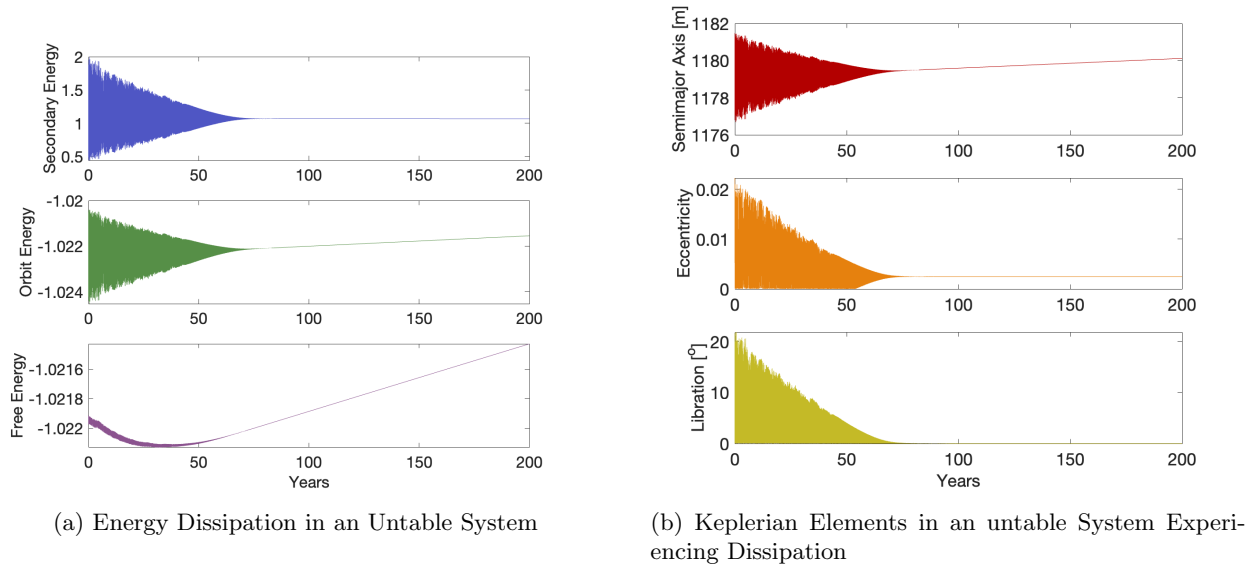 Secondary Energy
2
1.5
1
0.5
0 50 100 150 200
Orbit Energy
-1.02
-1.022
-1.024
0 50 100 150 200
Free Energy
-1.0216
-1.0218
-1.022
0 50 100 150 200
Years
(a) Energy Dissipation in an Untable System
Semimajor Axis [m]
1182
1180
1178
1176
0 50 100 150 200
Eccentricity
0.02
0.01
0
0 50 100 150 200
Libration [°]
20
10
0
0 50 100 150 200
Years
(b) Keplerian Elements in an untable System Experi-
encing Dissipation